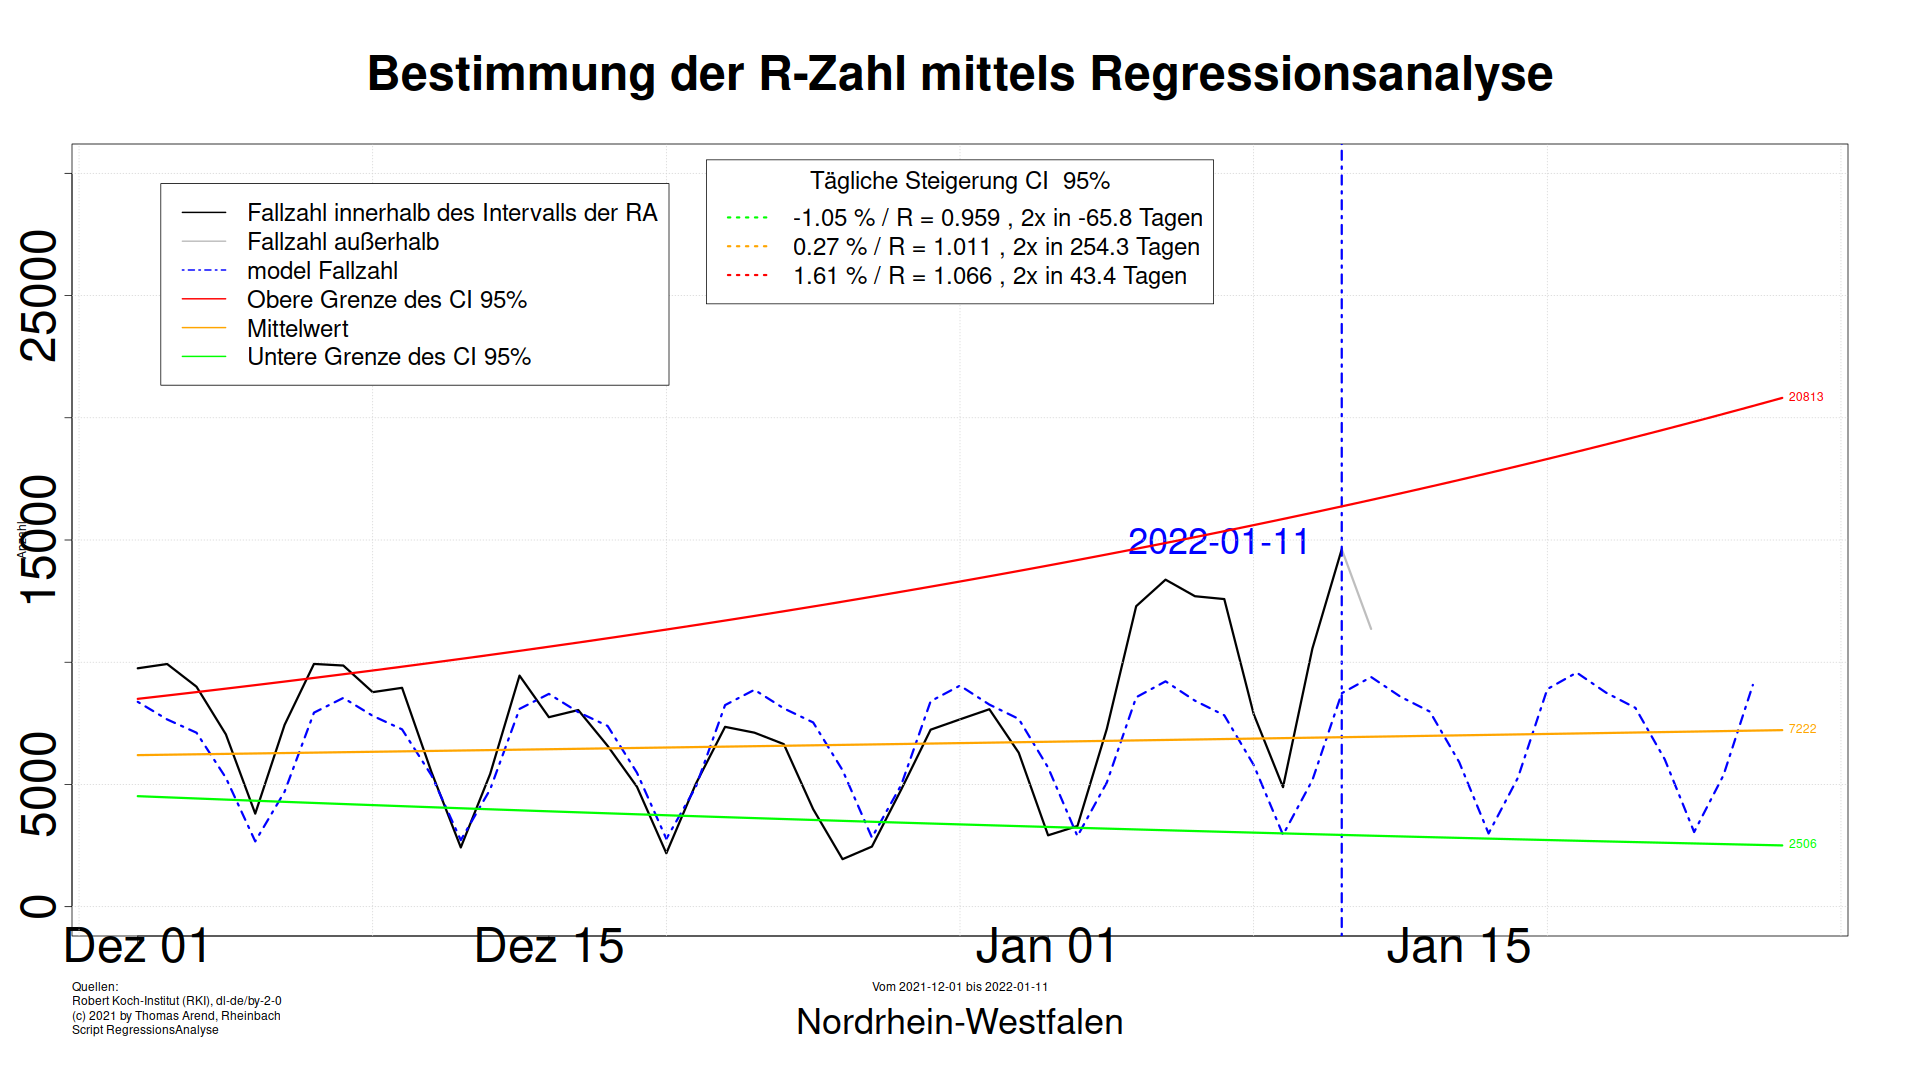 Bestimmung der R-Zahl mittels Regressionsanalyse
Fallzahl innerhalb des Intervalls der RA
Fallzahl außerhalb
model Fallzahl
Obere Grenze des CI 95%
Mittelwert
Untere Grenze des CI 95%
Tägliche Steigerung CI 95%
-1.05 % / R = 0.959 , 2x in -65.8 Tagen
0.27 % / R = 1.011 , 2x in 254.3 Tagen
1.61 % / R = 1.066 , 2x in 43.4 Tagen
25000
15000
5000
0
Anzahl
2022-01-11
20813
7222
2506
Dez 01
Dez 15
Jan 01
Jan 15
Quellen:
Robert Koch-Institut (RKI), dl-de/by-2-0
(c) 2021 by Thomas Arend, Rheinbach
Script RegressionsAnalyse
Vom 2021-12-01 bis 2022-01-11
Nordrhein-Westfalen